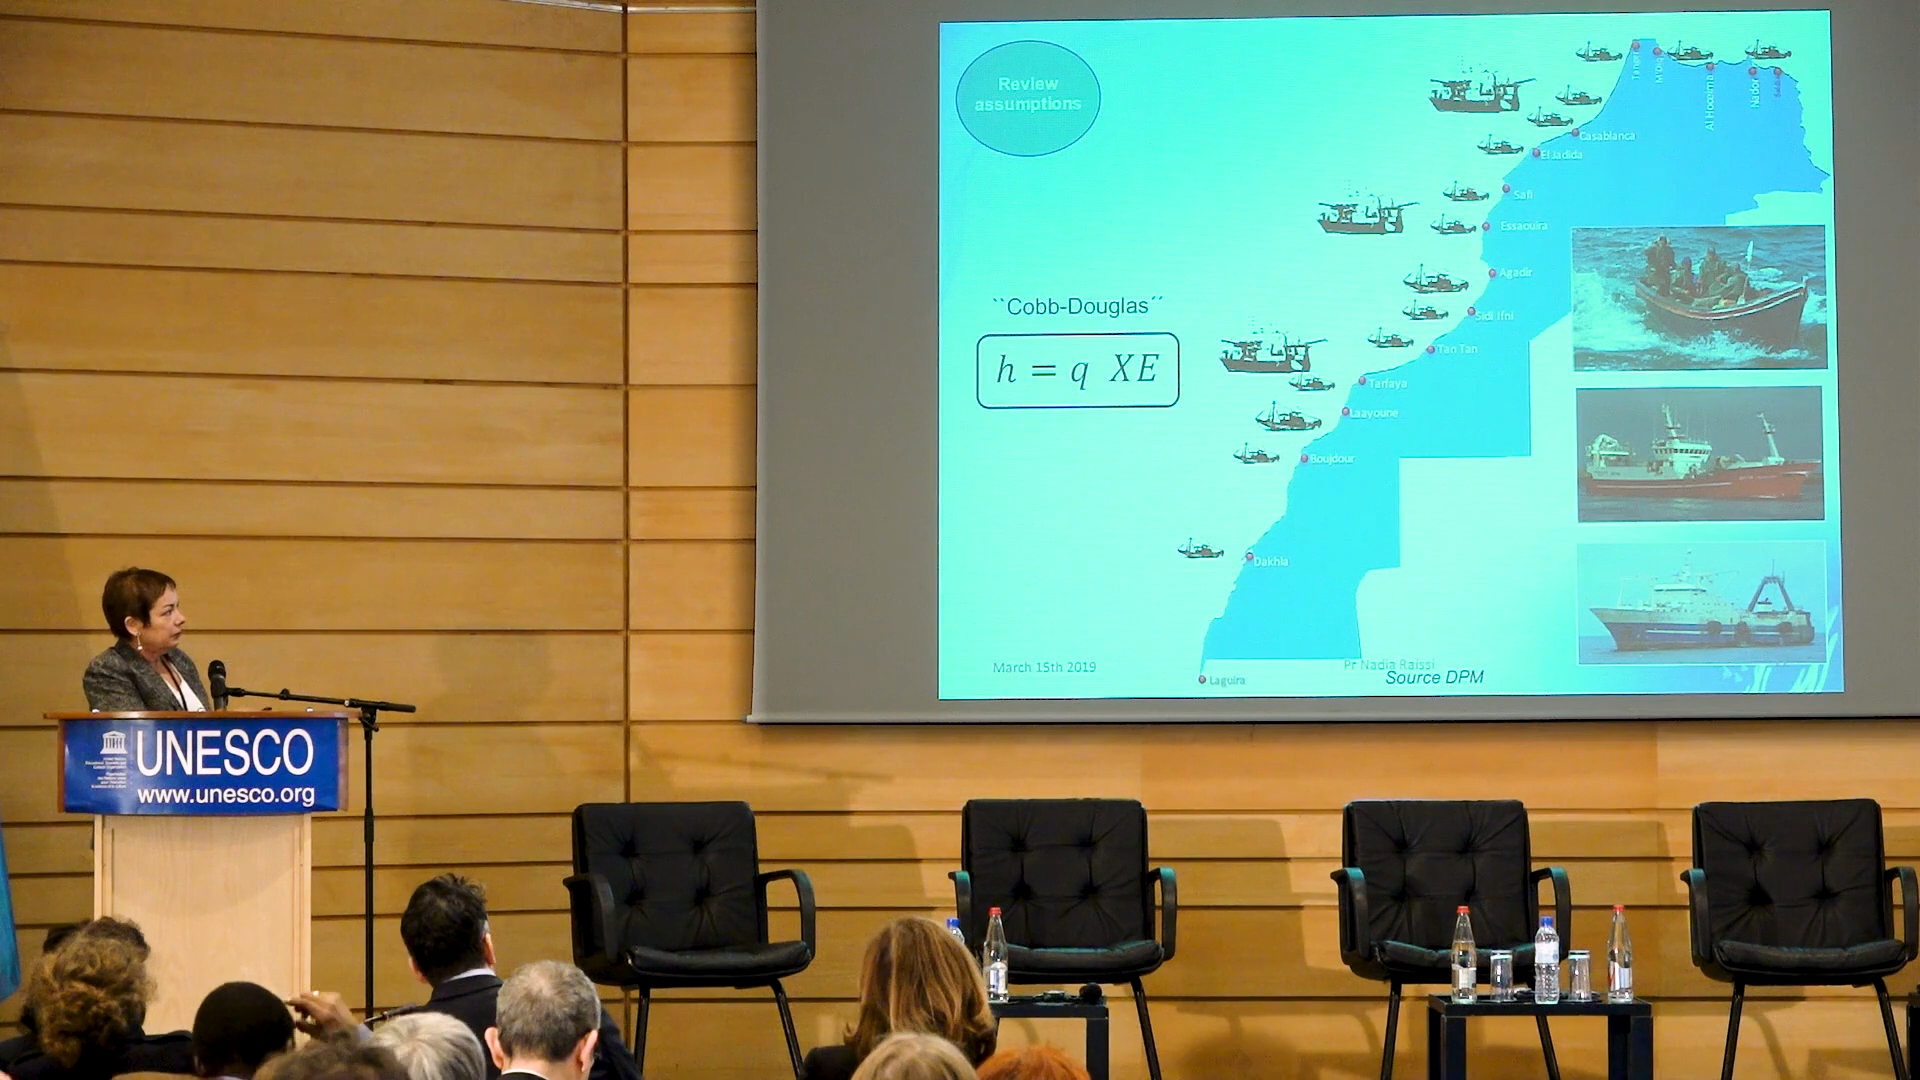 Review
assumptions
``Cobb-Douglas´´
h = q XE
Al Hoceima
Nador
Casablanca
El Jadida
Safi
Essaouira
Agadir
Sidi Ifni
Tan Tan
Tarfaya
Laayoune
Boujdour
Dakhla
Laguira
March 15th 2019
Pr Nadia Raissi
Source DPM
UNESCO
www.unesco.org